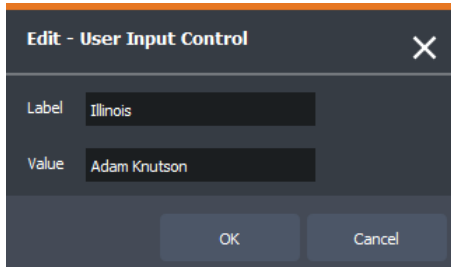 Edit - User Input Control
Label Illinois
Value Adam Knutson
OK Cancel